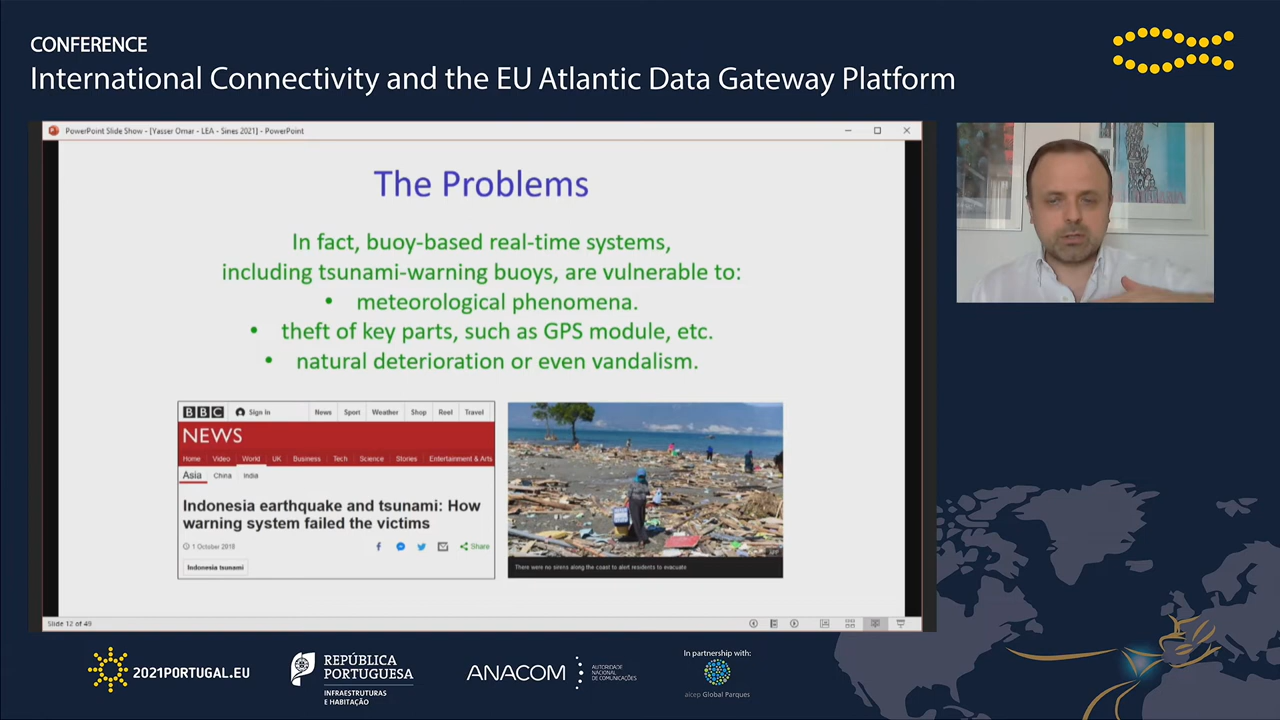 CONFERENCE
International Connectivity and the EU Atlantic Data Gateway Platform
PowerPoint Slide Show - [Yasser Omar - LEA - Sines 2021] - PowerPoint
The Problems
In fact, buoy-based real-time systems,
including tsunami-warning buoys, are vulnerable to:
• meteorological phenomena.
• theft of key parts, such as GPS module, etc.
• natural deterioration or even vandalism.
BBC Sign in News Sport Weather Shop Reel Travel
NEWS
Home Video World UK Business Tech Science Stories Entertainment & Arts
Asia China India
Indonesia earthquake and tsunami: How
warning system failed the victims
1 October 2018 Share
Indonesia tsunami
There were no sirens along the coast to alert residents to evacuate
Slide 12 of 49
2021PORTUGAL.EU
REPÚBLICA
PORTUGUESA
INFRAESTRUTURAS
E HABITAÇÃO
ANACOM
AUTORIDADE
NACIONAL
DE COMUNICAÇÕES
In partnership with:
aicep Global Parques